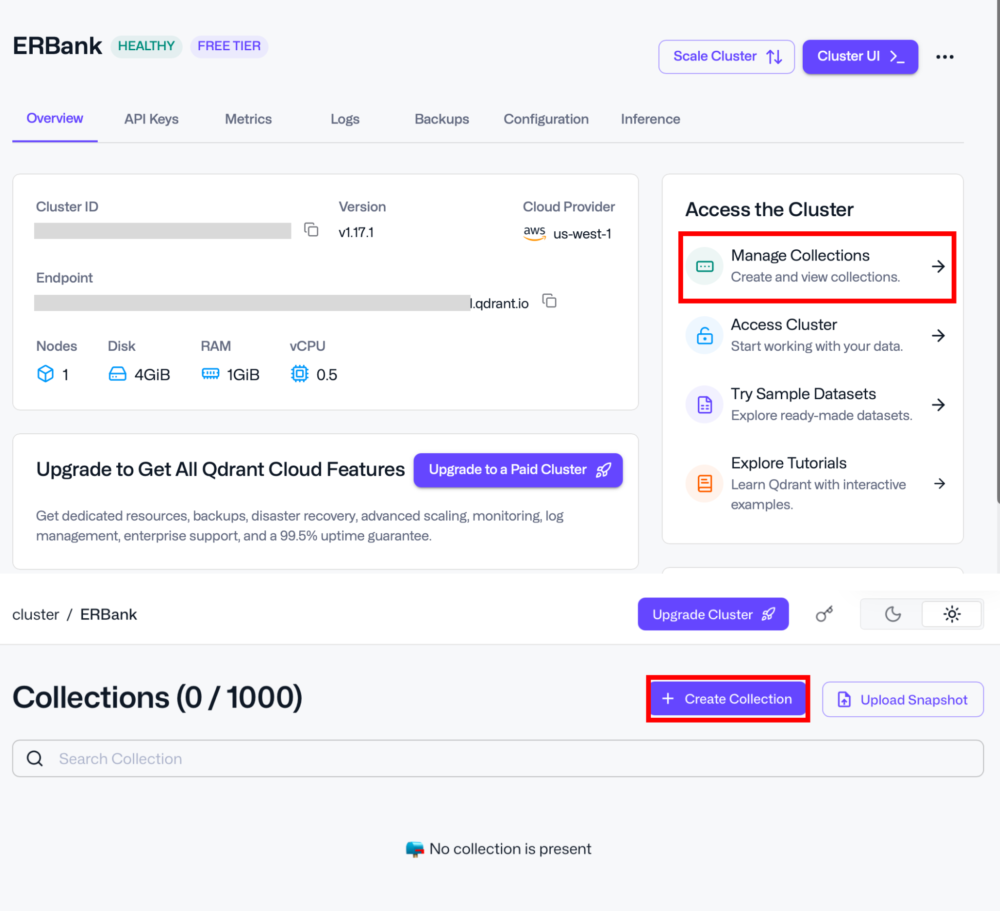 ERBank HEALTHY FREE TIER
Scale Cluster Cluster UI
Overview API Keys Metrics Logs Backups Configuration Inference
Cluster ID Version Cloud Provider
v1.17.1 aws us-west-1
Endpoint
.qdrant.io
Nodes Disk RAM vCPU
1 4GiB 1GiB 0.5
Upgrade to Get All Qdrant Cloud Features Upgrade to a Paid Cluster
Get dedicated resources, backups, disaster recovery, advanced scaling, monitoring, log
management, enterprise support, and a 99.5% uptime guarantee.
Access the Cluster
Manage Collections
Create and view collections.
Access Cluster
Start working with your data.
Try Sample Datasets
Explore ready-made datasets.
Explore Tutorials
Learn Qdrant with interactive
examples.
cluster / ERBank Upgrade Cluster
Collections (0 / 1000) + Create Collection Upload Snapshot
Search Collection
No collection is present